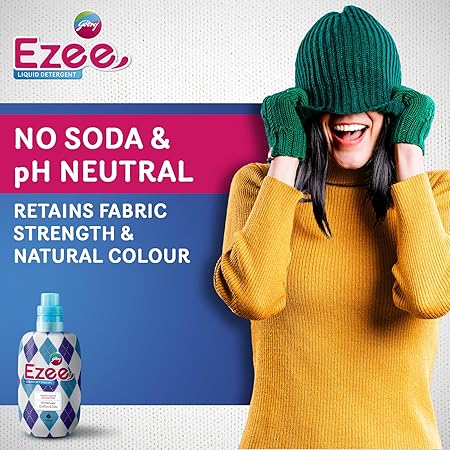 Godrej
Ezee
LIQUID DETERGENT
NO SODA &
pH NEUTRAL
RETAINS FABRIC
STRENGTH &
NATURAL COLOUR
Ezee